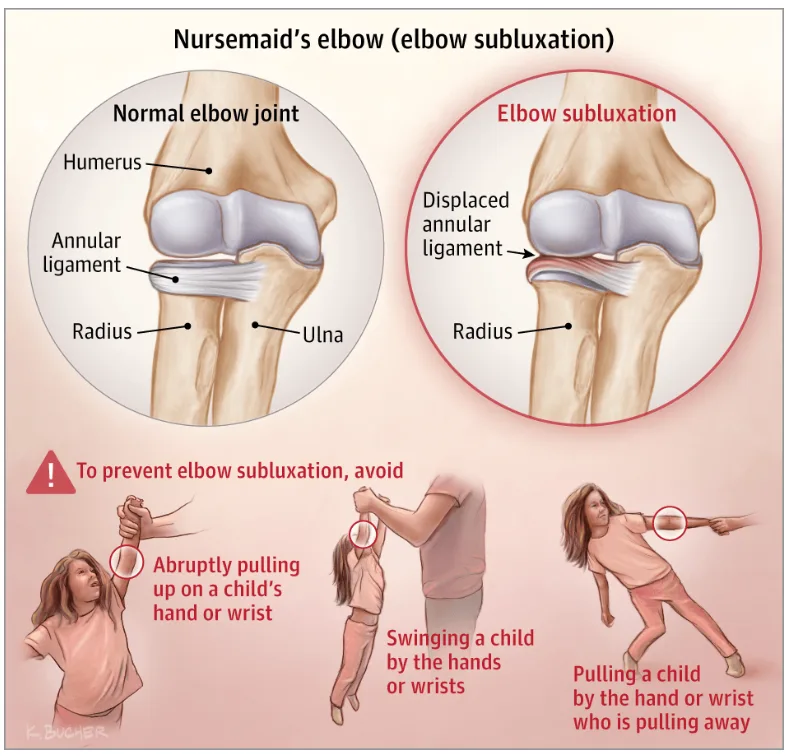 Nursemaid's elbow (elbow subluxation)
Normal elbow joint
Humerus
Annular
ligament
Radius
Ulna
Elbow subluxation
Displaced
annular
ligament
Radius
! To prevent elbow subluxation, avoid
Abruptly pulling
up on a child's
hand or wrist
Swinging a child
by the hands
or wrists
Pulling a child
by the hand or wrist
who is pulling away
K. BUCHER